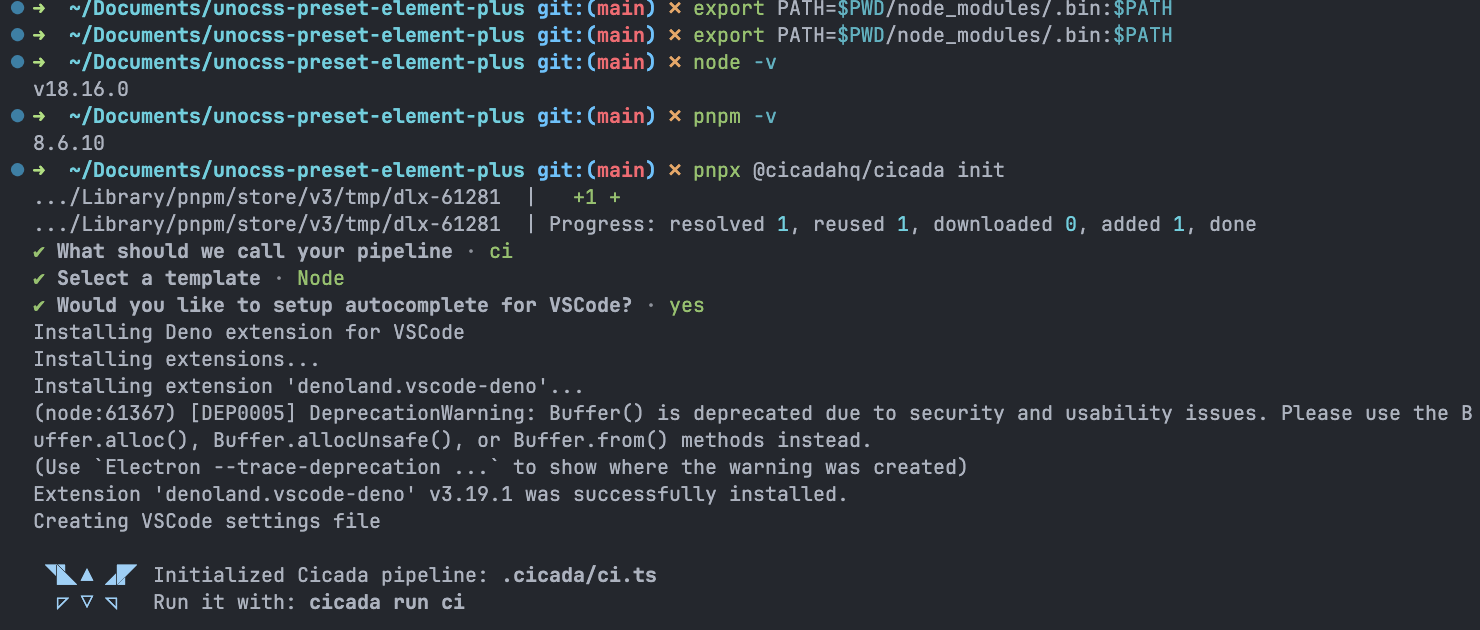 ➜ ~/Documents/unocss-preset-element-plus git:(main) ✗ export PATH=$PWD/node_modules/.bin:$PATH
➜ ~/Documents/unocss-preset-element-plus git:(main) ✗ export PATH=$PWD/node_modules/.bin:$PATH
➜ ~/Documents/unocss-preset-element-plus git:(main) ✗ node -v
v18.16.0
➜ ~/Documents/unocss-preset-element-plus git:(main) ✗ pnpm -v
8.6.10
➜ ~/Documents/unocss-preset-element-plus git:(main) ✗ pnpx @cicadahq/cicada init
.../Library/pnpm/store/v3/tmp/dlx-61281 | +1 +
.../Library/pnpm/store/v3/tmp/dlx-61281 | Progress: resolved 1, reused 1, downloaded 0, added 1, done
✔ What should we call your pipeline · ci
✔ Select a template · Node
✔ Would you like to setup autocomplete for VSCode? · yes
Installing Deno extension for VSCode
Installing extensions...
Installing extension 'denoland.vscode-deno'...
(node:61367) [DEP0005] DeprecationWarning: Buffer() is deprecated due to security and usability issues. Please use the B
uffer.alloc(), Buffer.allocUnsafe(), or Buffer.from() methods instead.
(Use `Electron --trace-deprecation ...` to show where the warning was created)
Extension 'denoland.vscode-deno' v3.19.1 was successfully installed.
Creating VSCode settings file
Initialized Cicada pipeline: .cicada/ci.ts
Run it with: cicada run ci